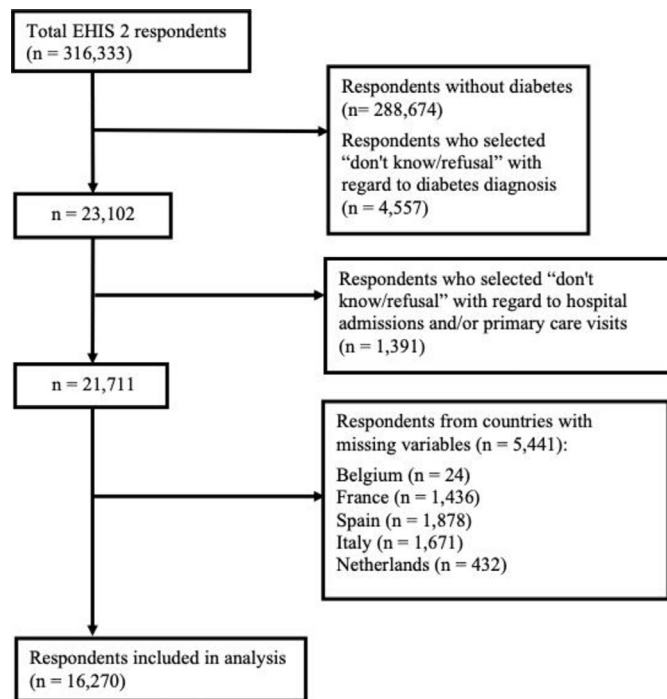 Total EHIS 2 respondents
(n = 316,333)
Respondents without diabetes
(n= 288,674)
Respondents who selected
“don't know/refusal” with
regard to diabetes diagnosis
(n = 4,557)
n = 23,102
Respondents who selected “don't
know/refusal” with regard to hospital
admissions and/or primary care visits
(n = 1,391)
n = 21,711
Respondents from countries with
missing variables (n = 5,441):
Belgium (n = 24)
France (n = 1,436)
Spain (n = 1,878)
Italy (n = 1,671)
Netherlands (n = 432)
Respondents included in analysis
(n = 16,270)